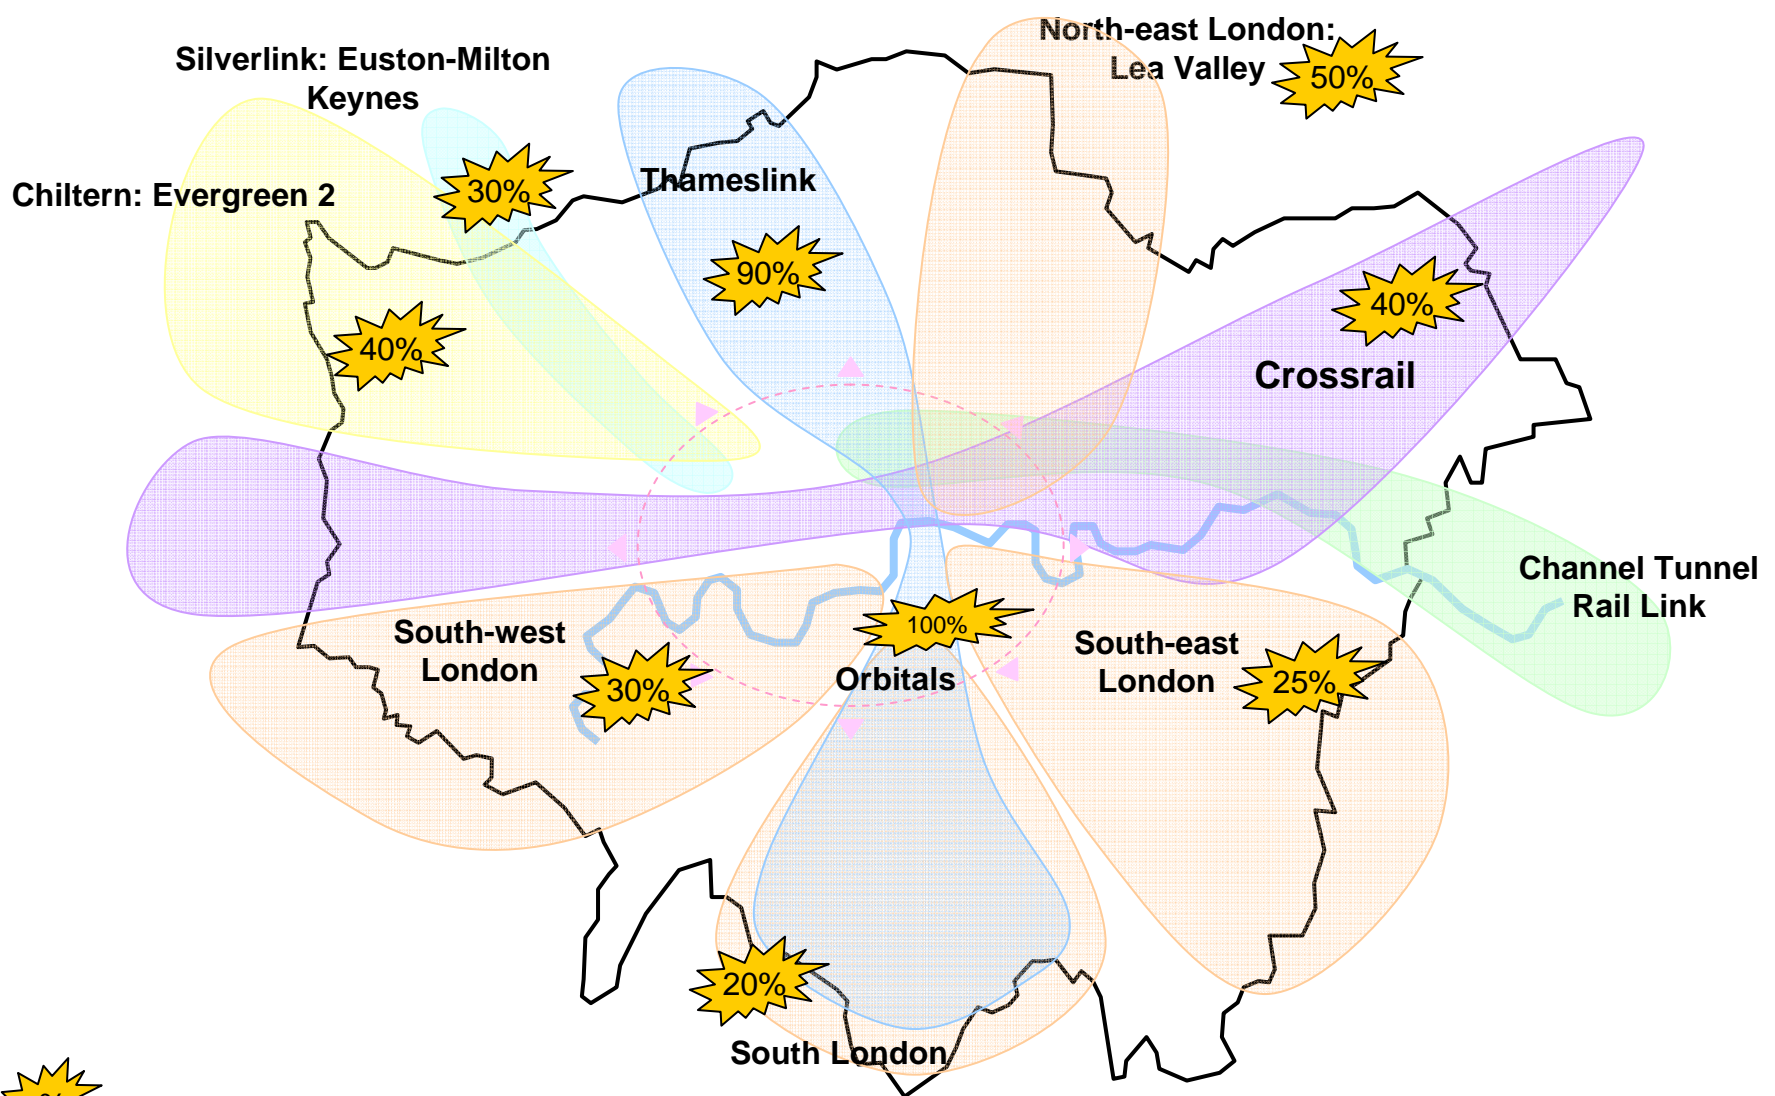 North-east London:
Lea Valley
50%
Silverlink: Euston-Milton
Keynes
30%
Chiltern: Evergreen 2
40%
Thameslink
90%
40%
Crossrail
Channel Tunnel
Rail Link
South-west
London
30%
100%
Orbitals
South-east
London
25%
20%
South London
%